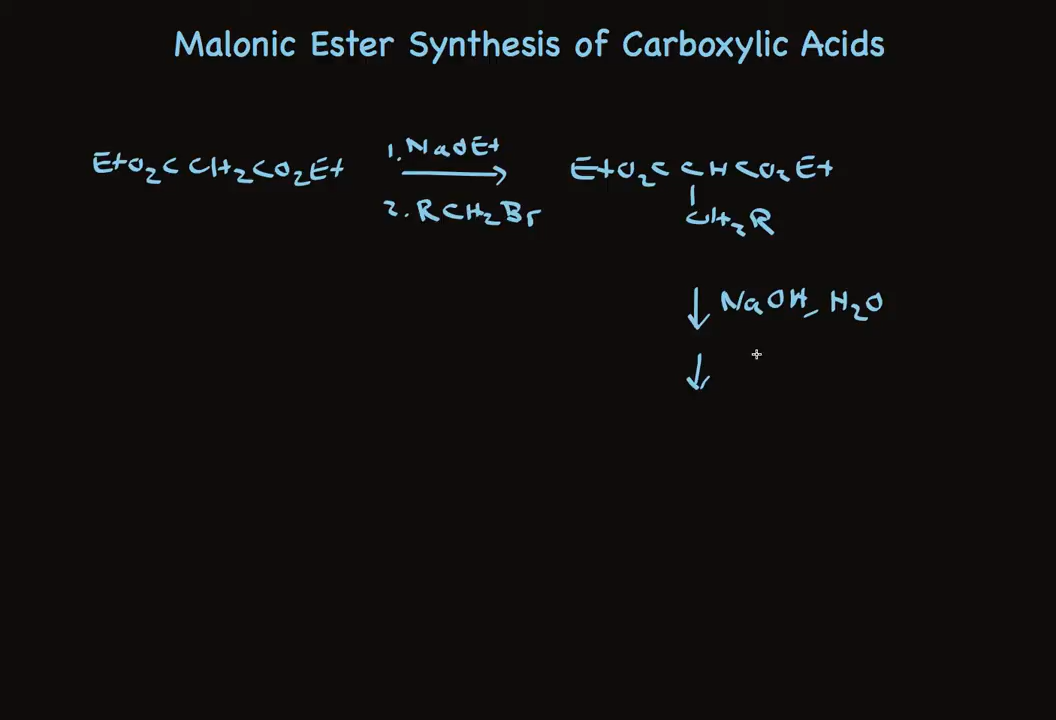 Malonic Ester Synthesis of Carboxylic Acids
EtO₂CCH₂CO₂Et 1. NaOEt EtO₂CCHCO₂Et
2. RCH₂Br CH₂R
NaOH, H₂O